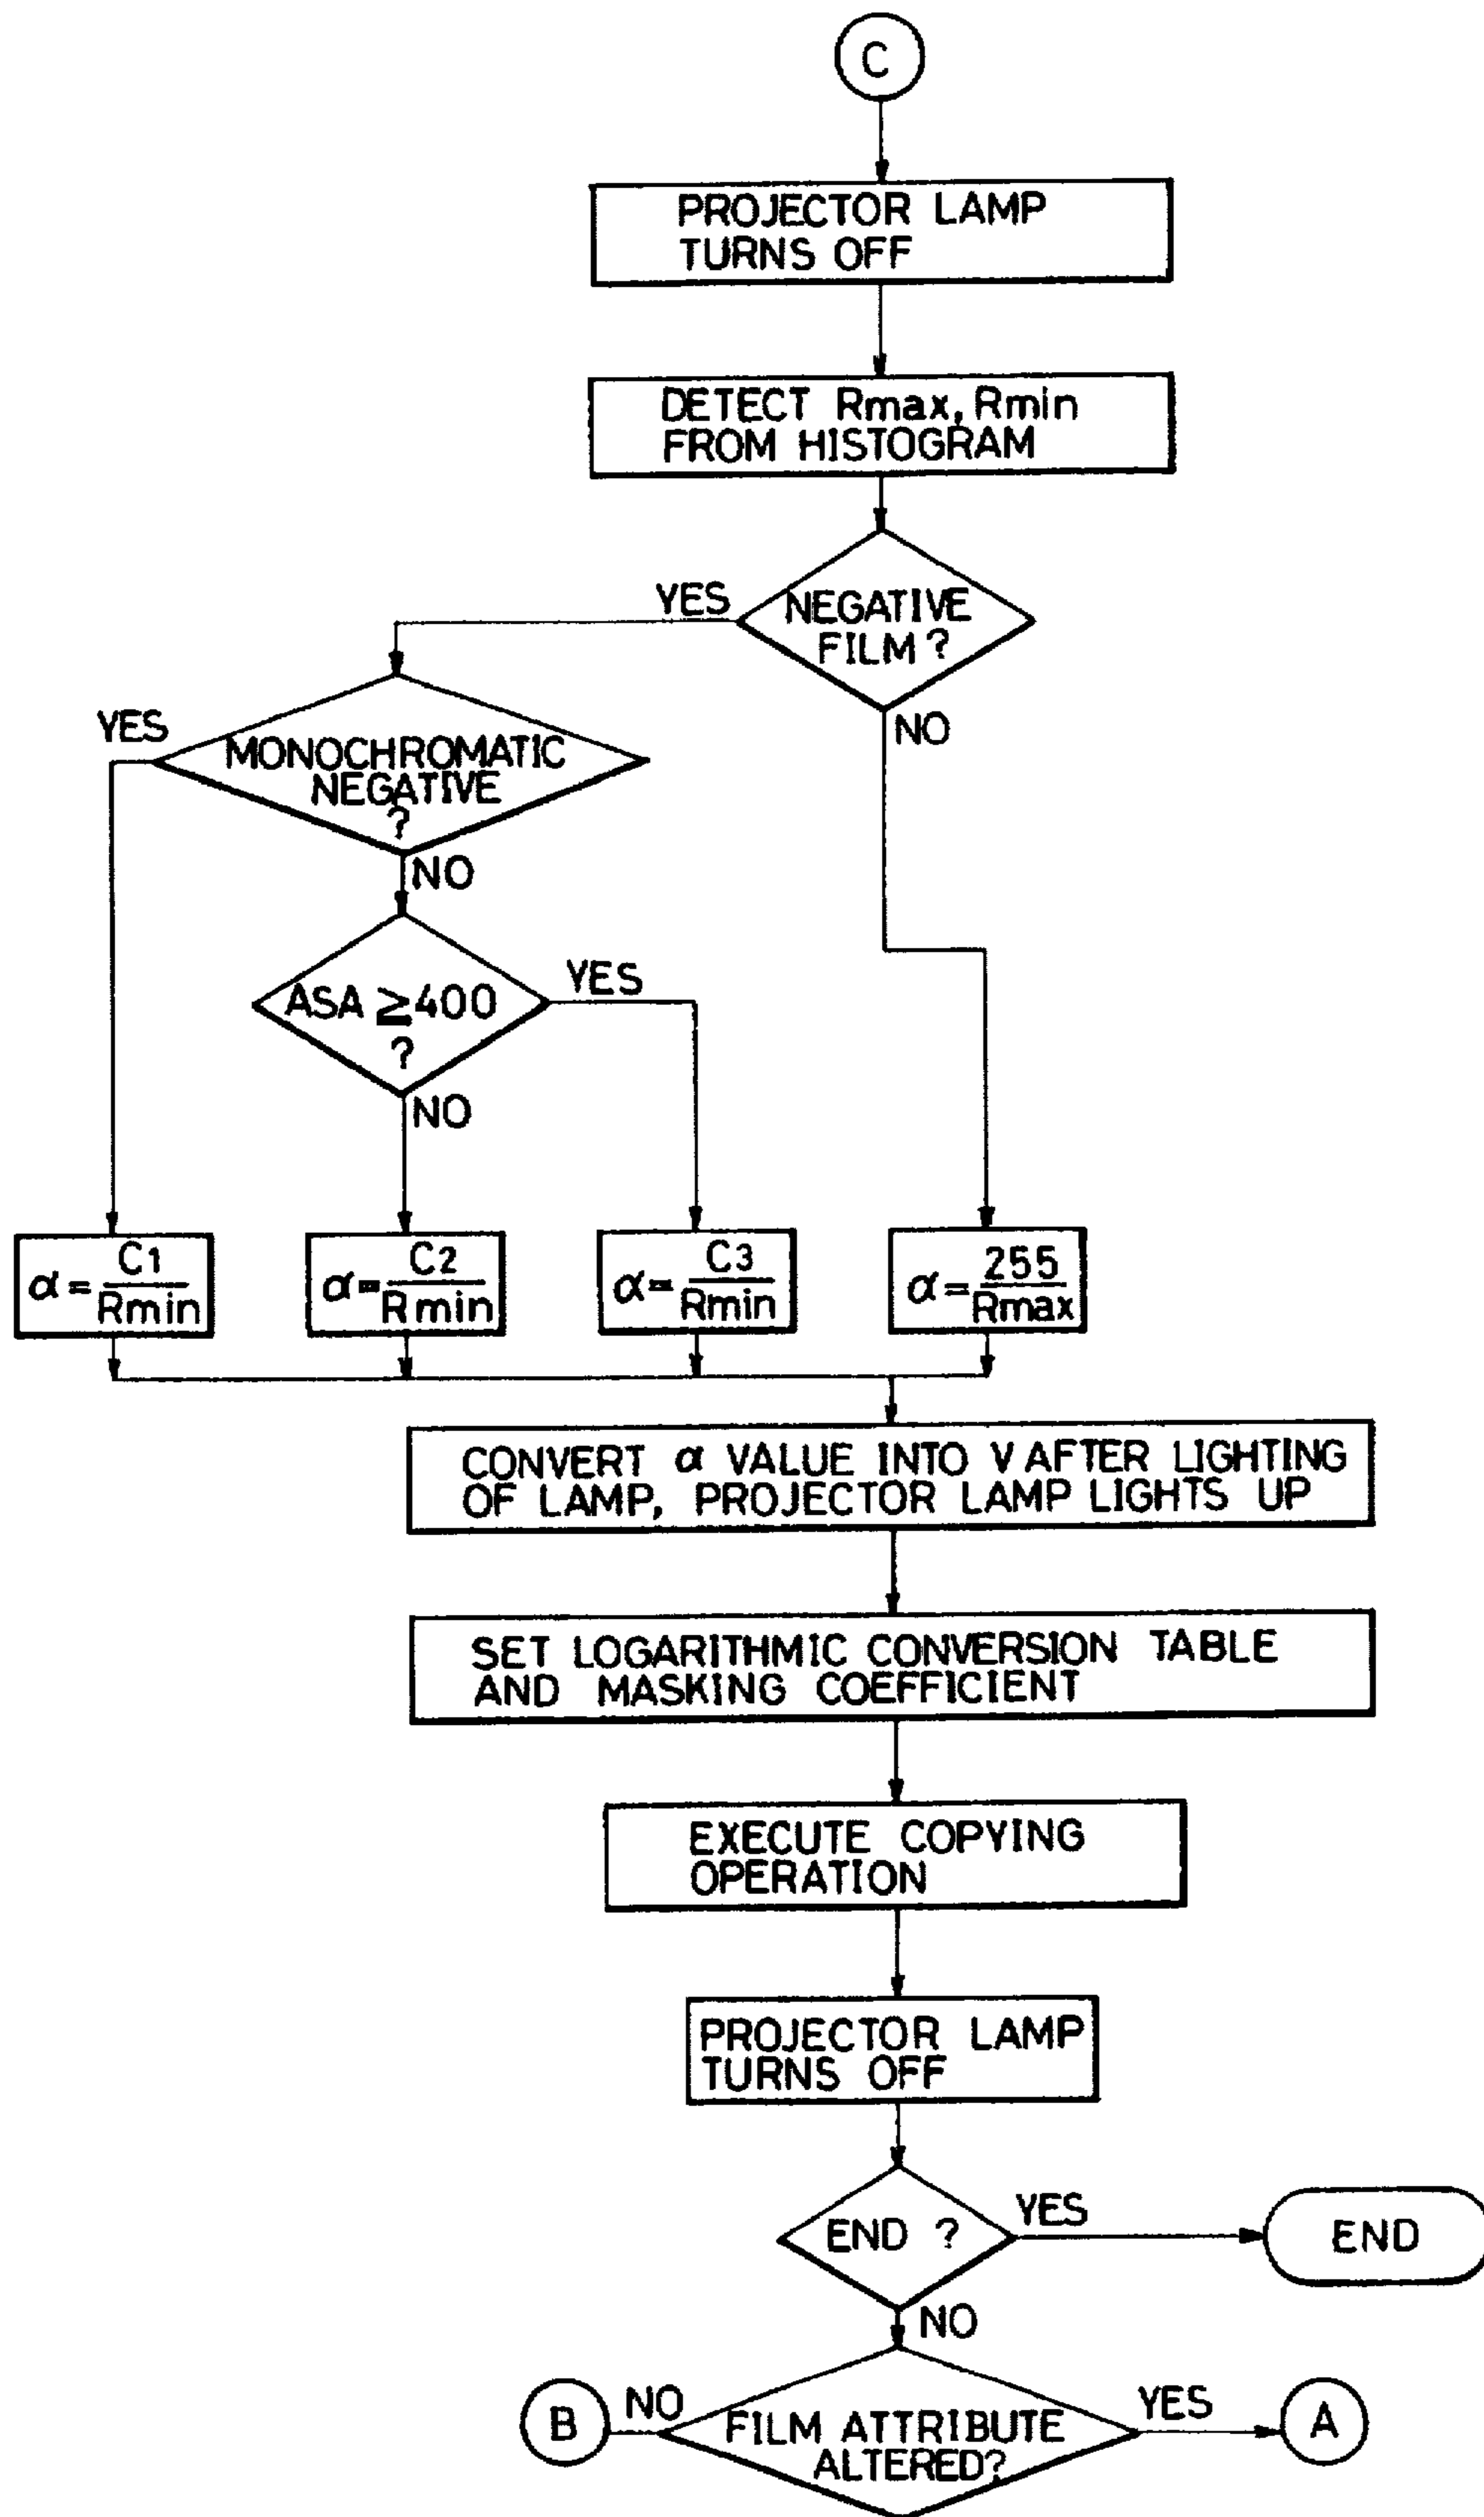 C
PROJECTOR LAMP
TURNS OFF
DETECT Rmax, Rmin
FROM HISTOGRAM
YES
NEGATIVE
FILM ?
NO
YES
MONOCHROMATIC
NEGATIVE
?
NO
ASA ≧400
?
YES
NO
α = C1
Rmin
α = C2
Rmin
α = C3
Rmin
α = 255
Rmax
CONVERT α VALUE INTO V AFTER LIGHTING
OF LAMP, PROJECTOR LAMP LIGHTS UP
SET LOGARITHMIC CONVERSION TABLE
AND MASKING COEFFICIENT
EXECUTE COPYING
OPERATION
PROJECTOR LAMP
TURNS OFF
END ?
YES
END
NO
B
NO
FILM ATTRIBUTE
ALTERED?
YES
A